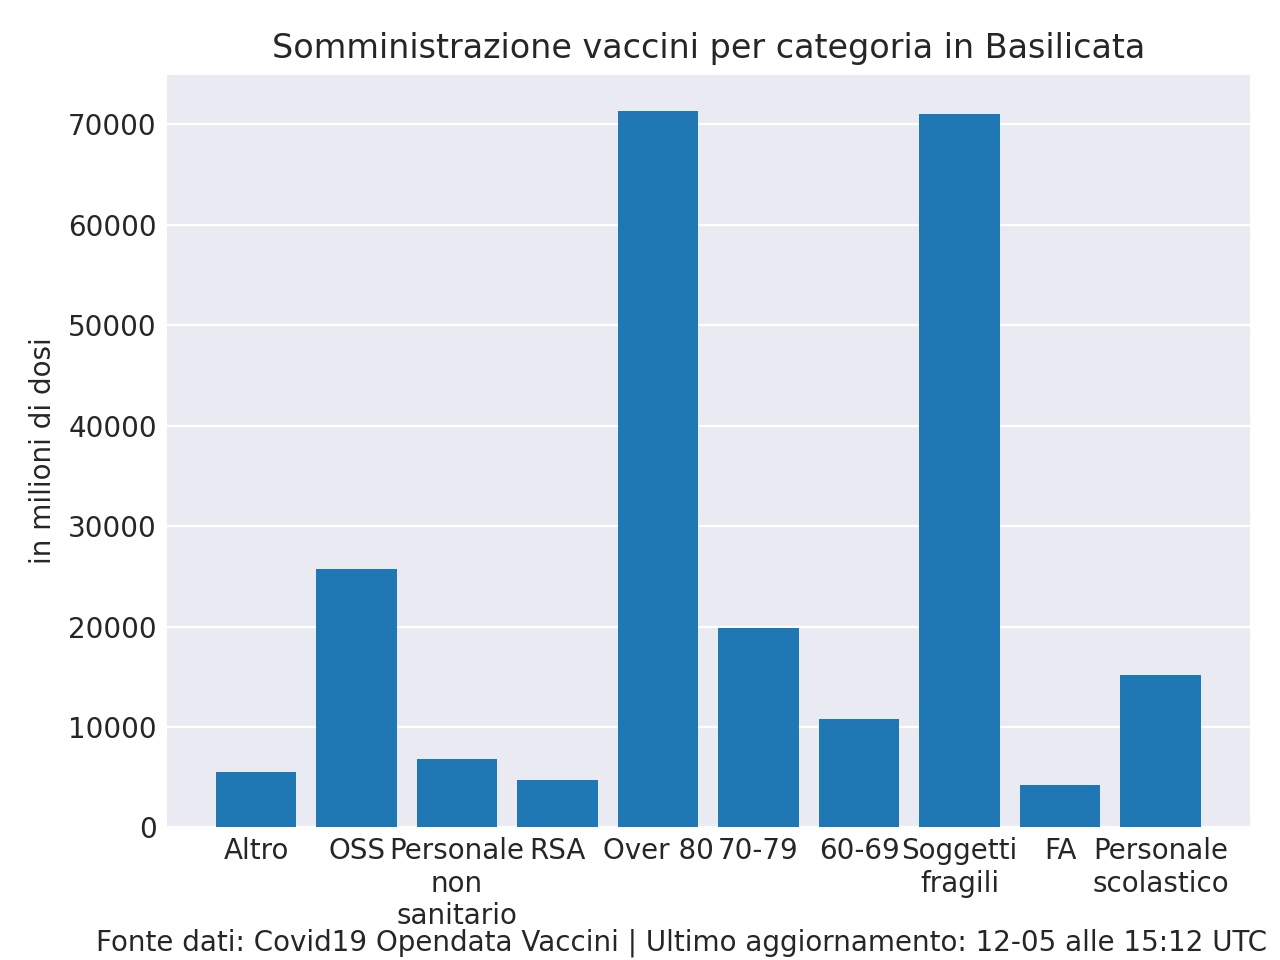 Somministrazione vaccini per categoria in Basilicata
in milioni di dosi
70000
60000
50000
40000
30000
20000
10000
0
Altro
OSS
Personale
non
sanitario
RSA
Over 80
70-79
60-69
Soggetti
fragili
FA
Personale
scolastico
Fonte dati: Covid19 Opendata Vaccini | Ultimo aggiornamento: 12-05 alle 15:12 UTC